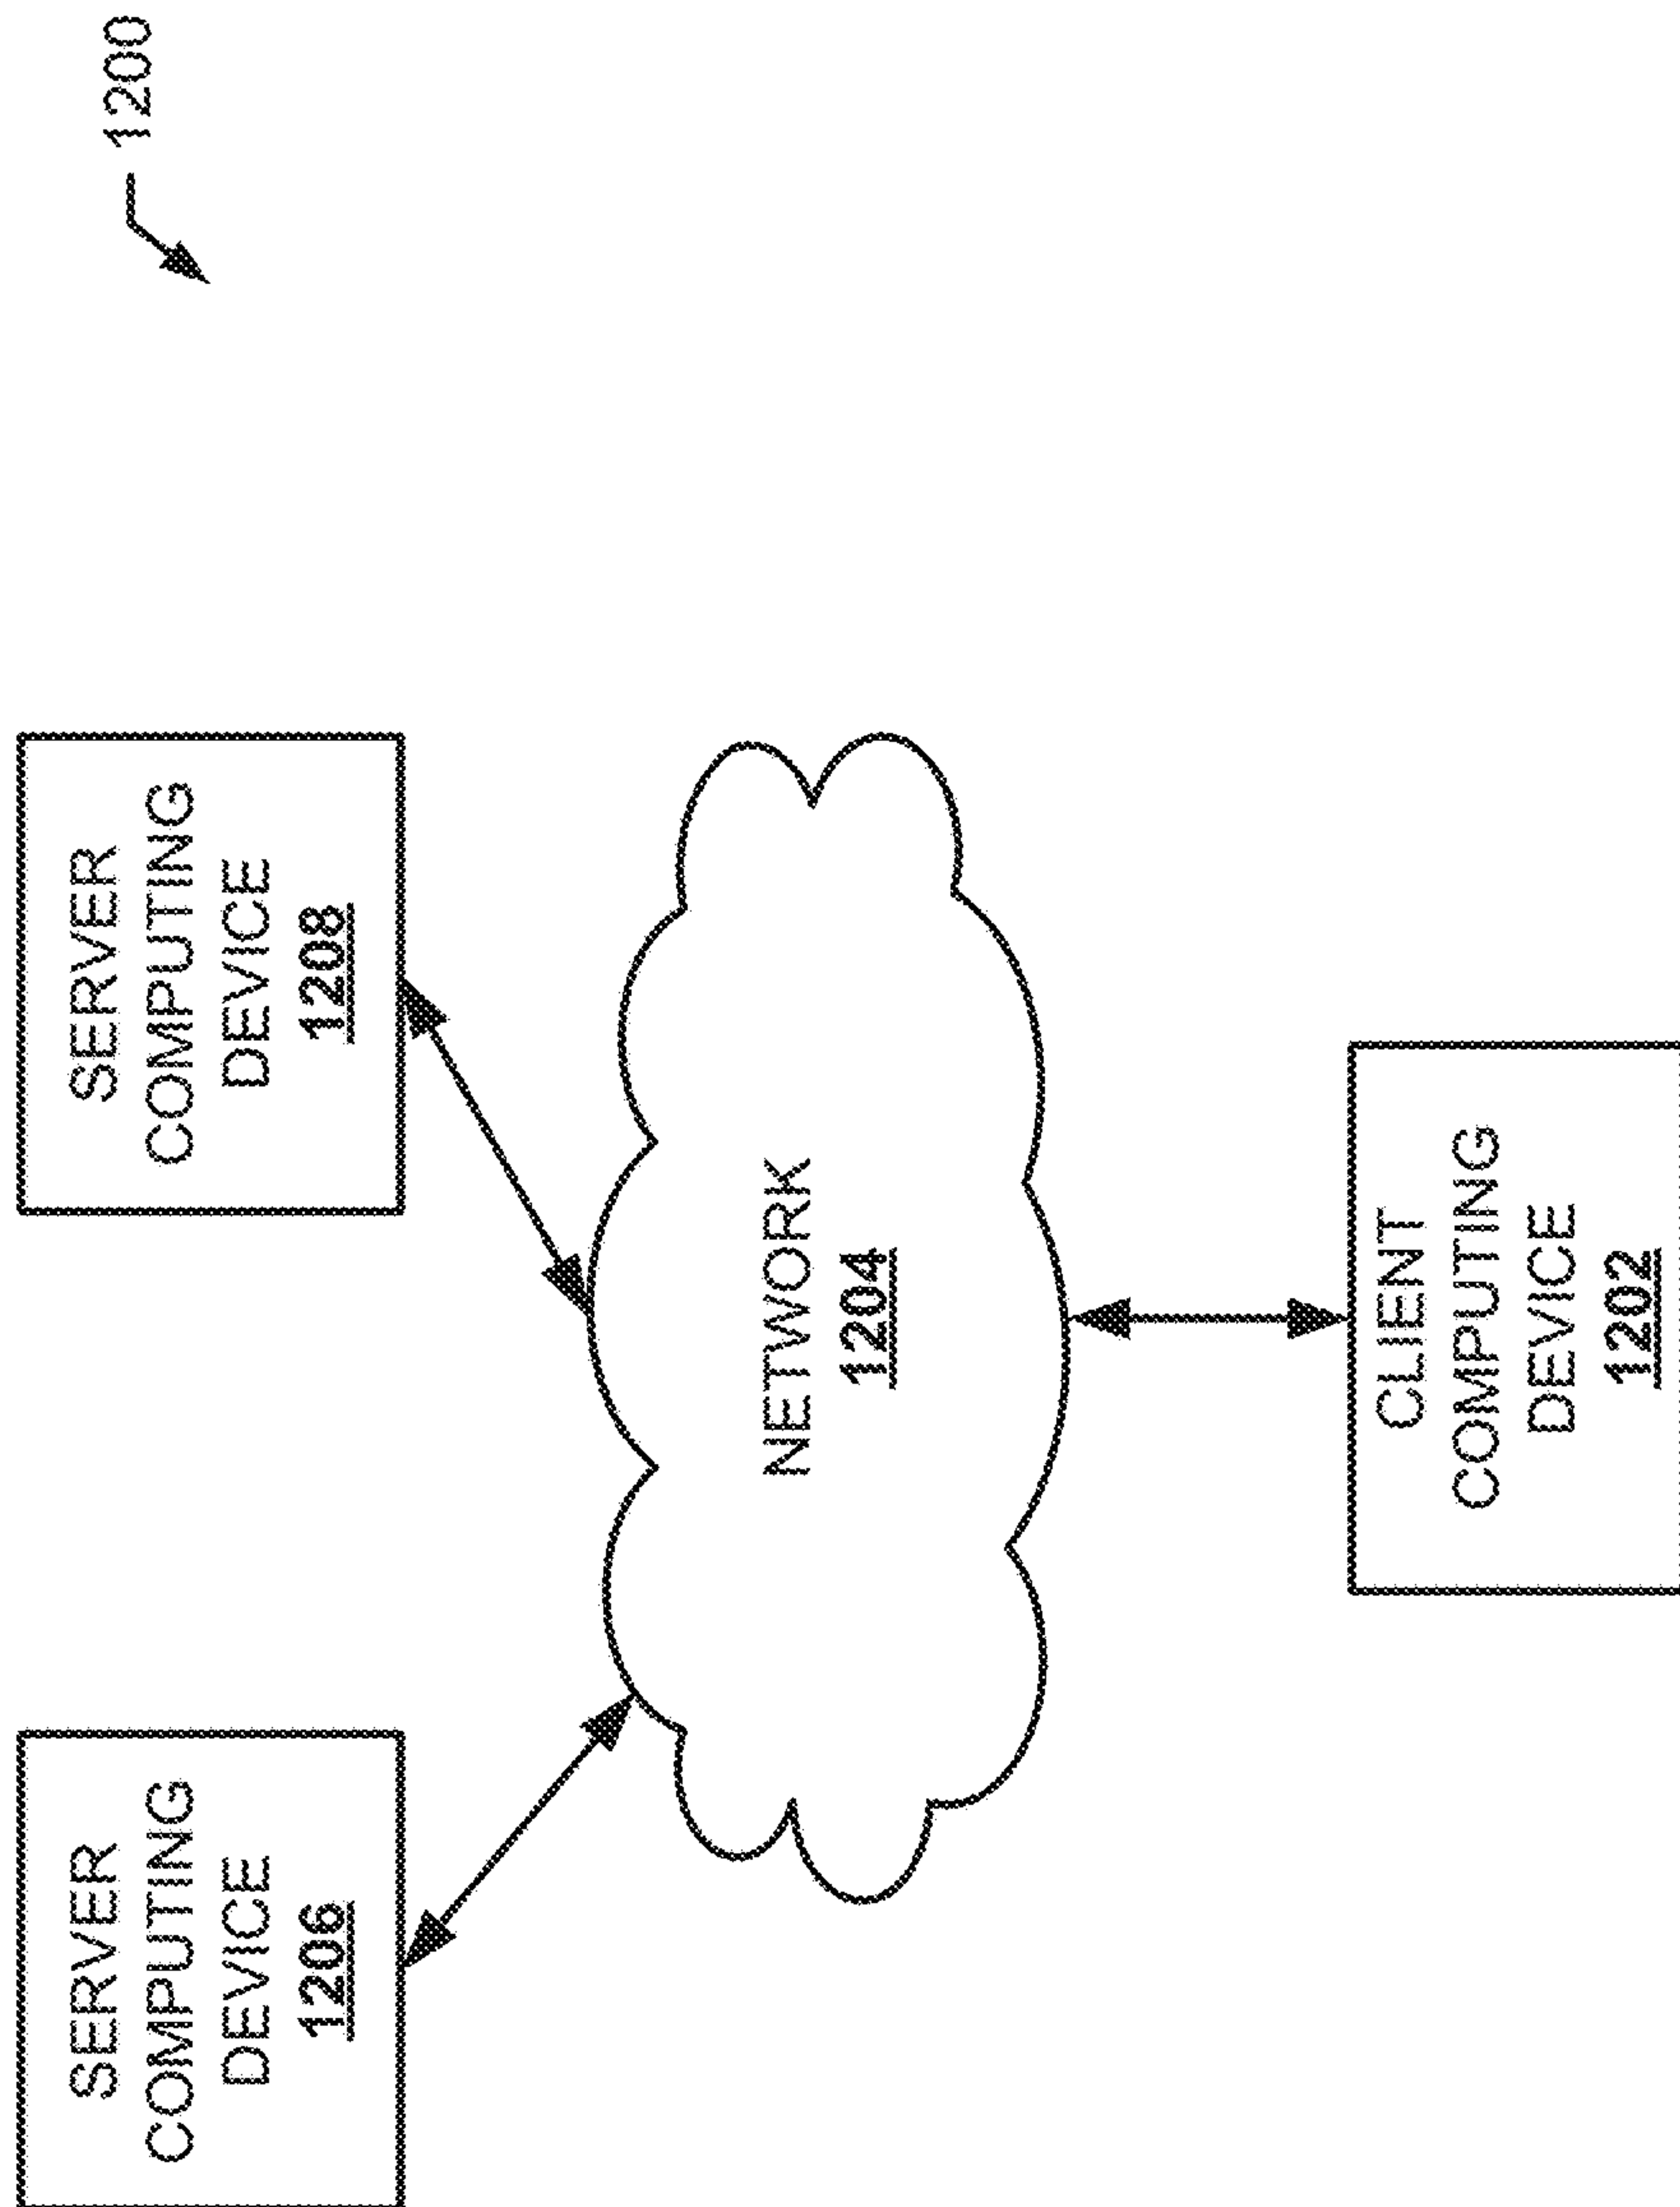 1200
SERVER
COMPUTING
DEVICE
1206
SERVER
COMPUTING
DEVICE
1208
NETWORK
1204
CLIENT
COMPUTING
DEVICE
1202